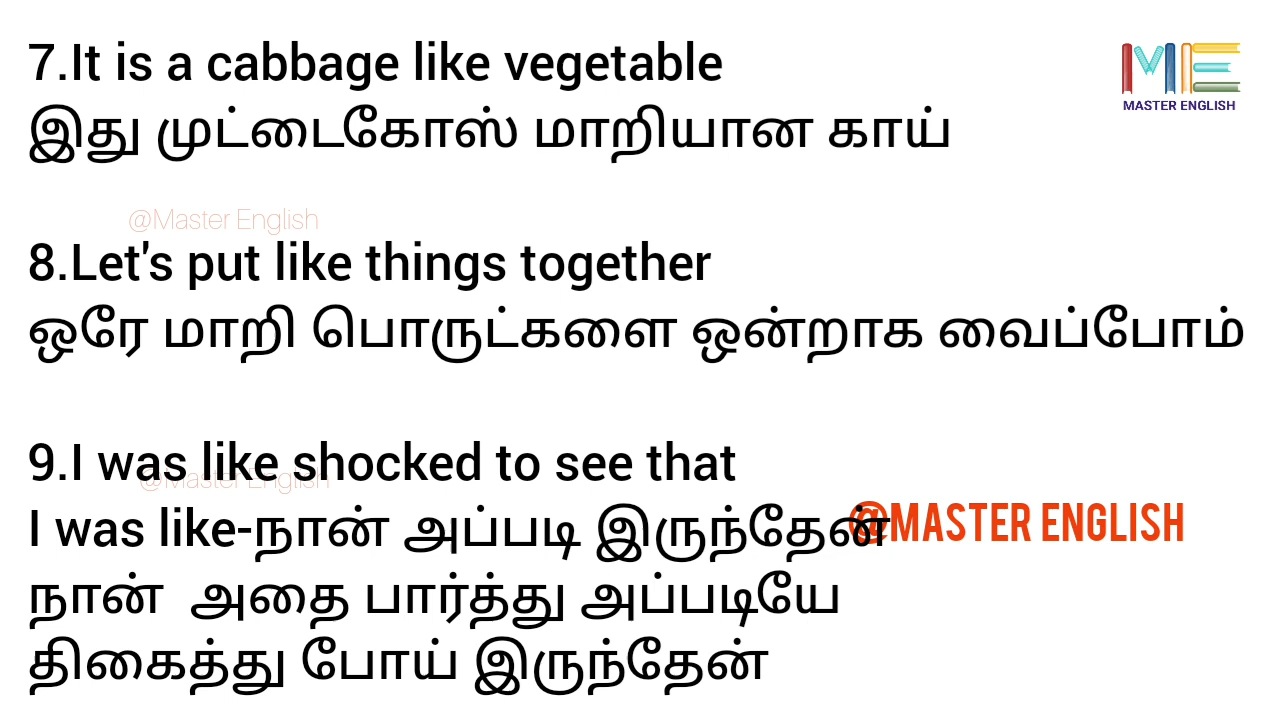 7.It is a cabbage like vegetable
MASTER ENGLISH
இது முட்டைகோஸ் மாறியான காய்
@Master English
8.Let's put like things together
ஒரே மாறி பொருட்களை ஒன்றாக வைப்போம்
9.I was like shocked to see that
@Master English
I was like-நான் அப்படி இருந்தேன்
@MASTER ENGLISH
நான் அதை பார்த்து அப்படியே
திகைத்து போய் இருந்தேன்